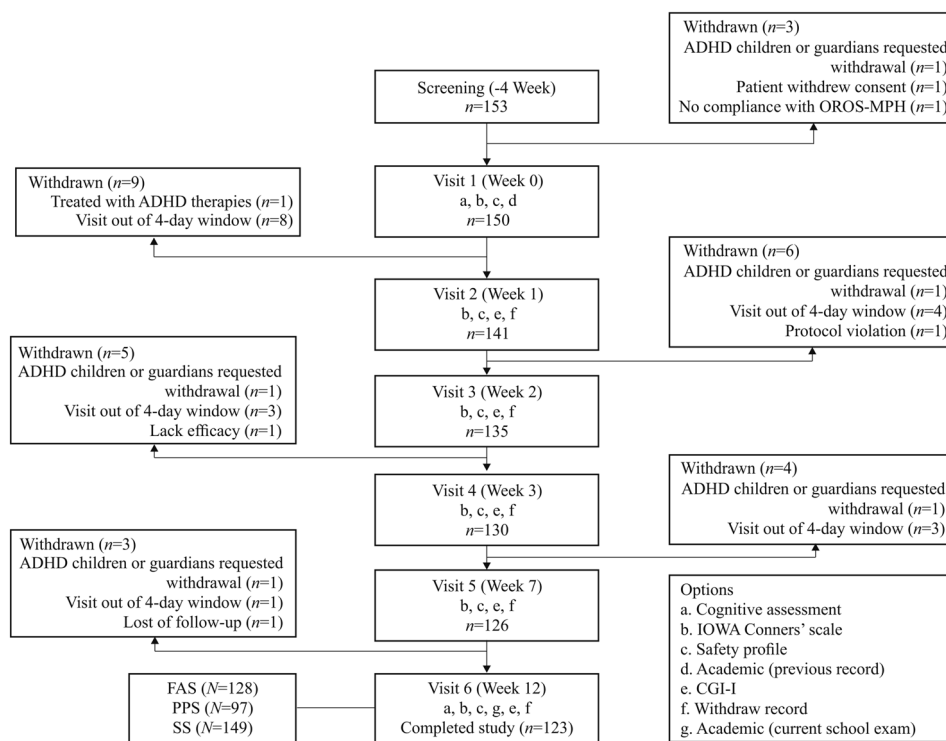 Screening (-4 Week)
n=153
Withdrawn (n=3)
ADHD children or guardians requested
withdrawal (n=1)
Patient withdrew consent (n=1)
No compliance with OROS-MPH (n=1)
Visit 1 (Week 0)
a, b, c, d
n=150
Withdrawn (n=9)
Treated with ADHD therapies (n=1)
Visit out of 4-day window (n=8)
Visit 2 (Week 1)
b, c, e, f
n=141
Withdrawn (n=6)
ADHD children or guardians requested
withdrawal (n=1)
Visit out of 4-day window (n=4)
Protocol violation (n=1)
Visit 3 (Week 2)
b, c, e, f
n=135
Withdrawn (n=5)
ADHD children or guardians requested
withdrawal (n=1)
Visit out of 4-day window (n=3)
Lack efficacy (n=1)
Visit 4 (Week 3)
b, c, e, f
n=130
Withdrawn (n=4)
ADHD children or guardians requested
withdrawal (n=1)
Visit out of 4-day window (n=3)
Visit 5 (Week 7)
b, c, e, f
n=126
Withdrawn (n=3)
ADHD children or guardians requested
withdrawal (n=1)
Visit out of 4-day window (n=1)
Lost of follow-up (n=1)
Visit 6 (Week 12)
a, b, c, g, e, f
Completed study (n=123)
FAS (N=128)
PPS (N=97)
SS (N=149)
Options
a. Cognitive assessment
b. IOWA Conners' scale
c. Safety profile
d. Academic (previous record)
e. CGI-I
f. Withdraw record
g. Academic (current school exam)